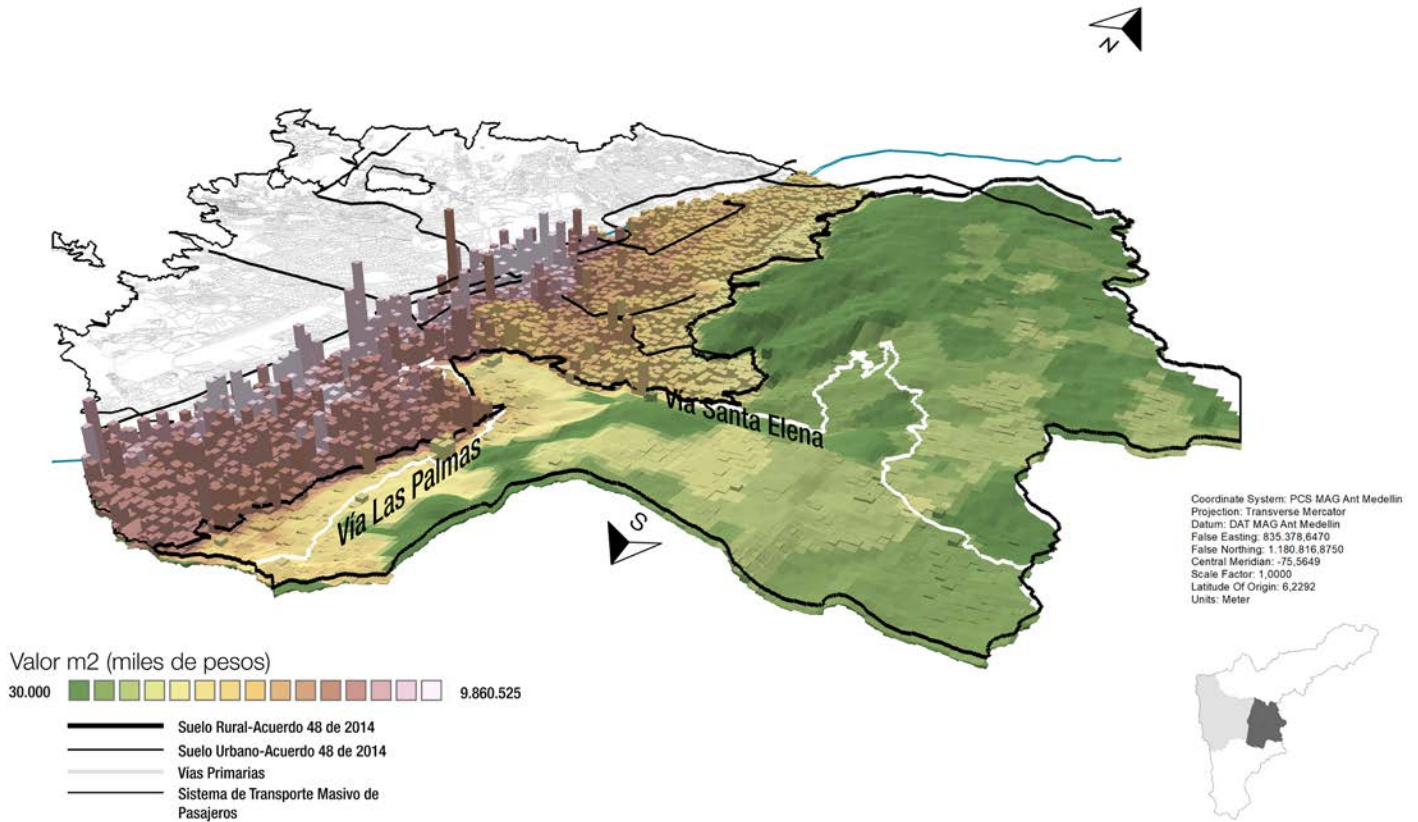 N
Vía Santa Elena
Vía Las Palmas
S
Coordinate System: PCS MAG Ant Medellin
Projection: Transverse Mercator
Datum: DAT MAG Ant Medellin
False Easting: 835.378,6470
False Northing: 1.180.816,8750
Central Meridian: -75,5649
Scale Factor: 1,0000
Latitude Of Origin: 6,2292
Units: Meter
Valor m2 (miles de pesos)
30.000 9.860.525
Suelo Rural-Acuerdo 48 de 2014
Suelo Urbano-Acuerdo 48 de 2014
Vías Primarias
Sistema de Transporte Masivo de
Pasajeros